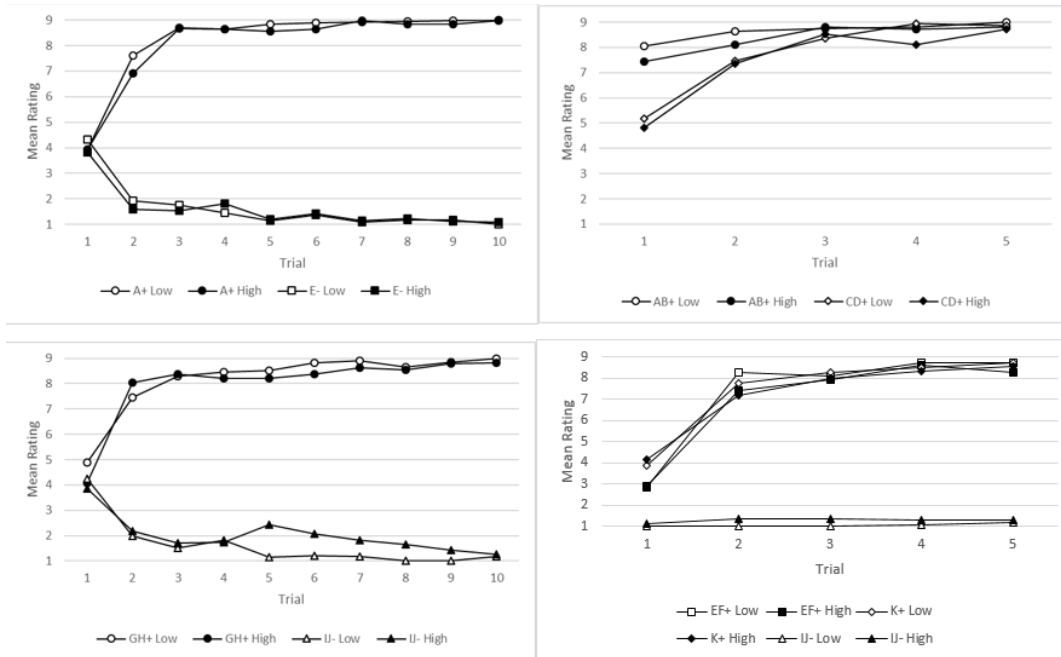 9
8
7
6
5
4
3
2
1
Mean Rating
1 2 3 4 5 6 7 8 9 10
Trial
A+ Low A+ High E- Low E- High
9
8
7
6
5
4
3
2
1
Mean Rating
1 2 3 4 5
Trial
AB+ Low AB+ High CD+ Low CD+ High
9
8
7
6
5
4
3
2
1
Mean Rating
1 2 3 4 5 6 7 8 9 10
Trial
GH+ Low GH+ High IJ- Low IJ- High
9
8
7
6
5
4
3
2
1
Mean Rating
1 2 3 4 5
Trial
EF+ Low EF+ High K+ Low
K+ High IJ- Low IJ- High